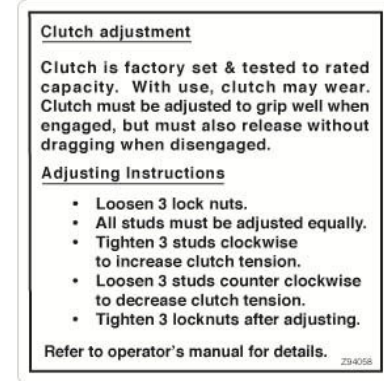 Clutch adjustment
Clutch is factory set & tested to rated
capacity. With use, clutch may wear.
Clutch must be adjusted to grip well when
engaged, but must also release without
dragging when disengaged.
Adjusting Instructions
• Loosen 3 lock nuts.
• All studs must be adjusted equally.
• Tighten 3 studs clockwise
to increase clutch tension.
• Loosen 3 studs counter clockwise
to decrease clutch tension.
• Tighten 3 locknuts after adjusting.
Refer to operator's manual for details.
Z94058